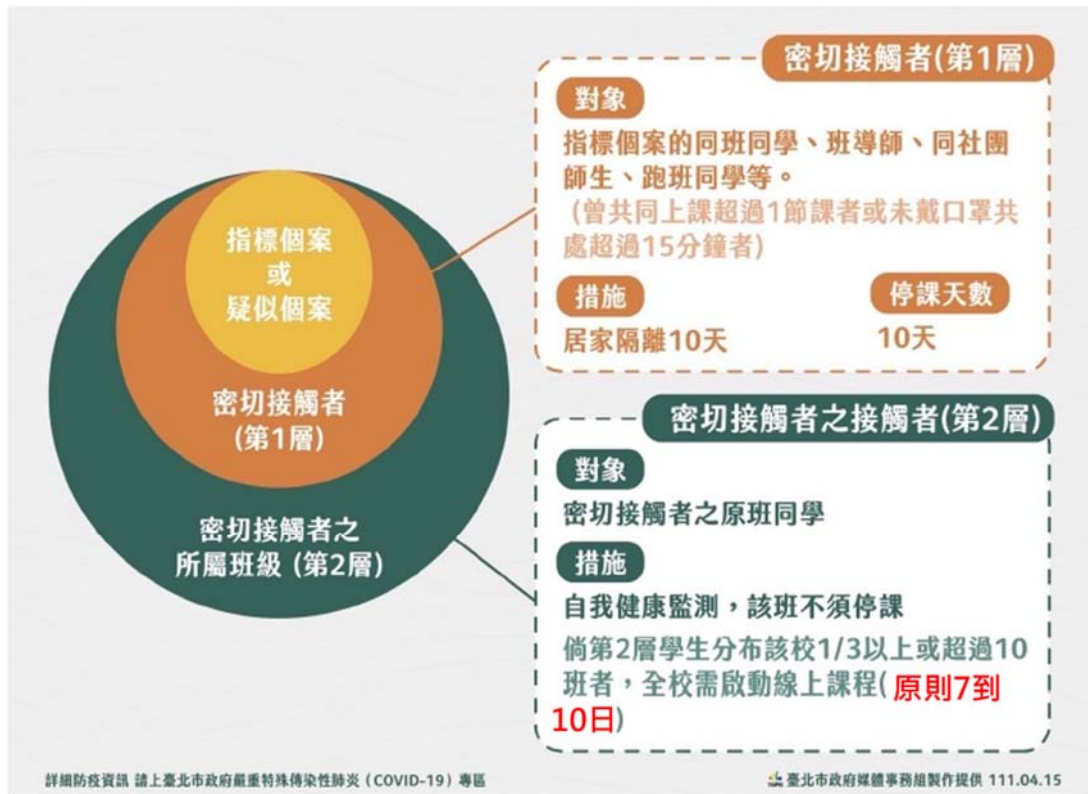 指標個案
或
疑似個案
密切接觸者
(第1層)
密切接觸者之
所屬班級 (第2層)
密切接觸者(第1層)
對象
指標個案的同班同學、班導師、同社團
師生、跑班同學等。
(曾共同上課超過1節課者或未戴口罩共
處超過15分鐘者)
措施
居家隔離10天
停課天數
10天
密切接觸者之接觸者(第2層)
對象
密切接觸者之原班同學
措施
自我健康監測，該班不須停課
倘第2層學生分布該校1/3以上或超過10
班者，全校需啟動線上課程( 原則7到
10日)
詳細防疫資訊 請上臺北市政府嚴重特殊傳染性肺炎（COVID-19）專區
臺北市政府媒體事務組製作提供 111.04.15